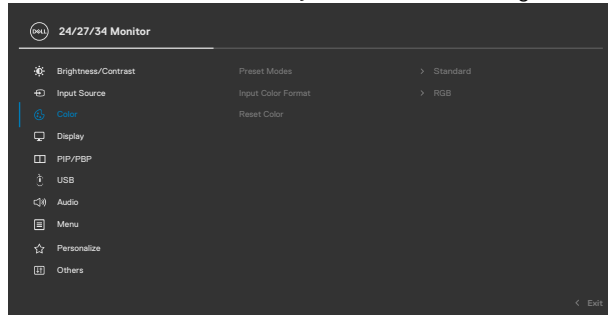 DELL 24/27/34 Monitor
Brightness/Contrast Preset Modes > Standard
Input Source Input Color Format > RGB
Color Reset Color
Display
PIP/PBP
USB
Audio
Menu
Personalize
Others
< Exit